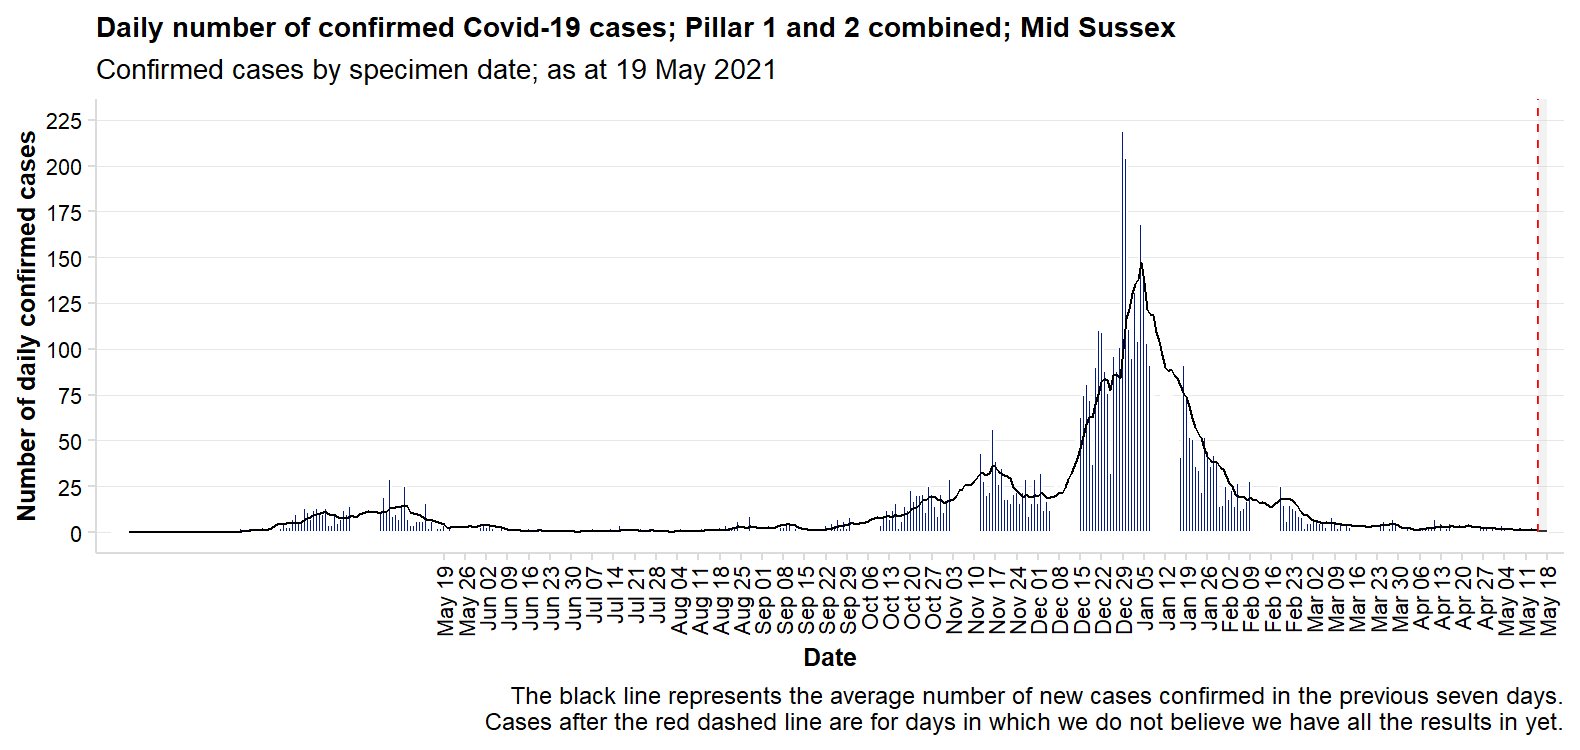 Daily number of confirmed Covid-19 cases; Pillar 1 and 2 combined; Mid Sussex
Confirmed cases by specimen date; as at 19 May 2021
Number of daily confirmed cases
225
200
175
150
125
100
75
50
25
0
May 19
May 26
Jun 02
Jun 09
Jun 16
Jun 23
Jun 30
Jul 07
Jul 14
Jul 21
Jul 28
Aug 04
Aug 11
Aug 18
Aug 25
Sep 01
Sep 08
Sep 15
Sep 22
Sep 29
Oct 06
Oct 13
Oct 20
Oct 27
Nov 03
Nov 10
Nov 17
Nov 24
Dec 01
Dec 08
Dec 15
Dec 22
Dec 29
Jan 05
Jan 12
Jan 19
Jan 26
Feb 02
Feb 09
Feb 16
Feb 23
Mar 02
Mar 09
Mar 16
Mar 23
Mar 30
Apr 06
Apr 13
Apr 20
Apr 27
May 04
May 11
May 18
Date
The black line represents the average number of new cases confirmed in the previous seven days.
Cases after the red dashed line are for days in which we do not believe we have all the results in yet.